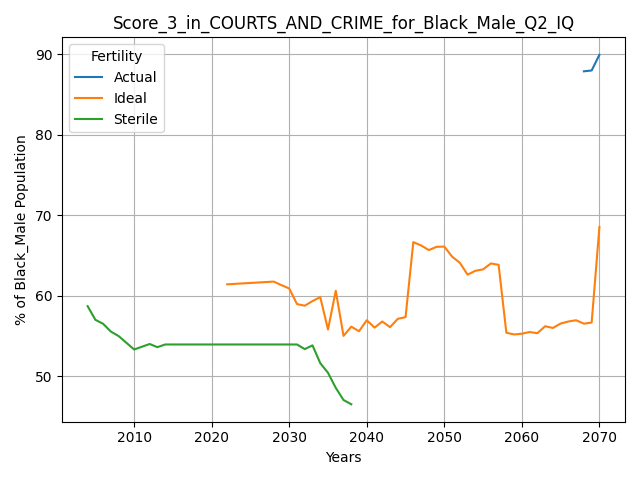 Score_3_in_COURTS_AND_CRIME_for_Black_Male_Q2_IQ
Fertility
Actual
Ideal
Sterile
% of Black_Male Population
90
80
70
60
50
2010 2020 2030 2040 2050 2060 2070
Years